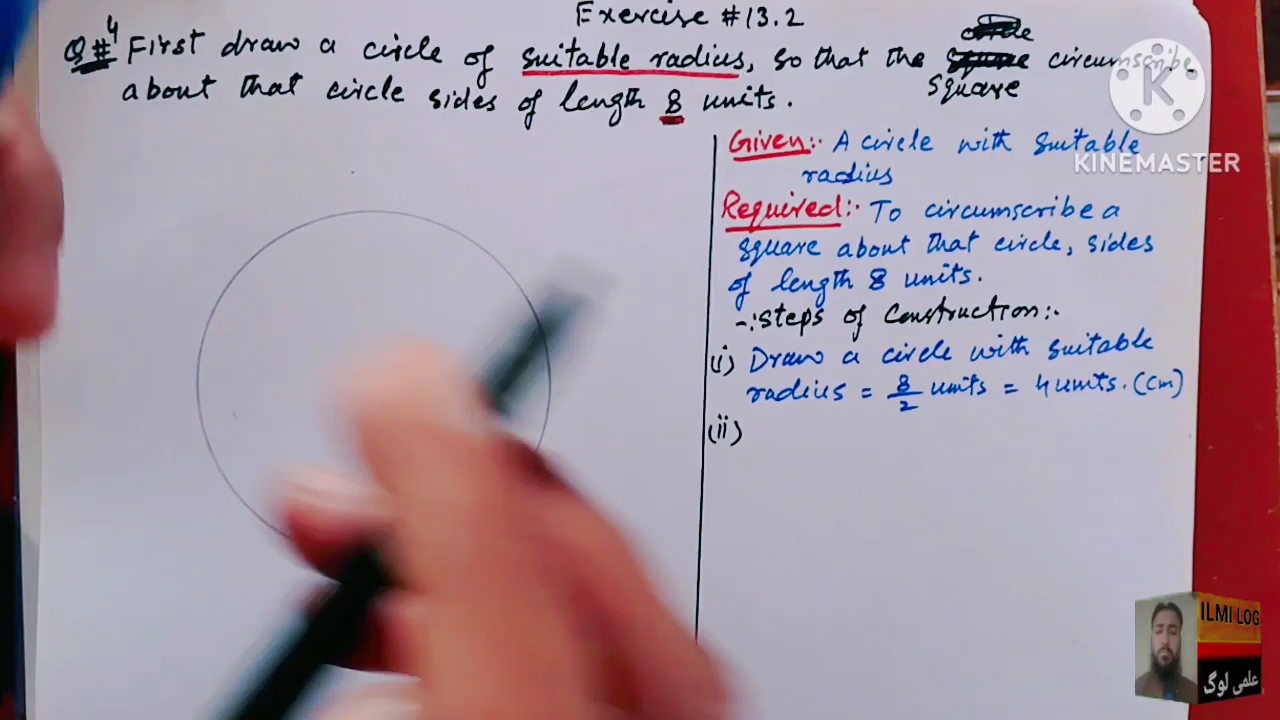 Exercise #13.2
Q#4 First draw a circle of suitable radius, so that the square circumscribe
about that circle sides of length 8 units.
Given:- A circle with suitable
radius
Required:- To circumscribe a
square about that circle, sides
of length 8 units.
-:Steps of Construction:-
(i) Draw a circle with suitable
radius = 8/2 units = 4 units. (cm)
(ii)
K
KINEMASTER
ILMI LOG
علمی لوگ